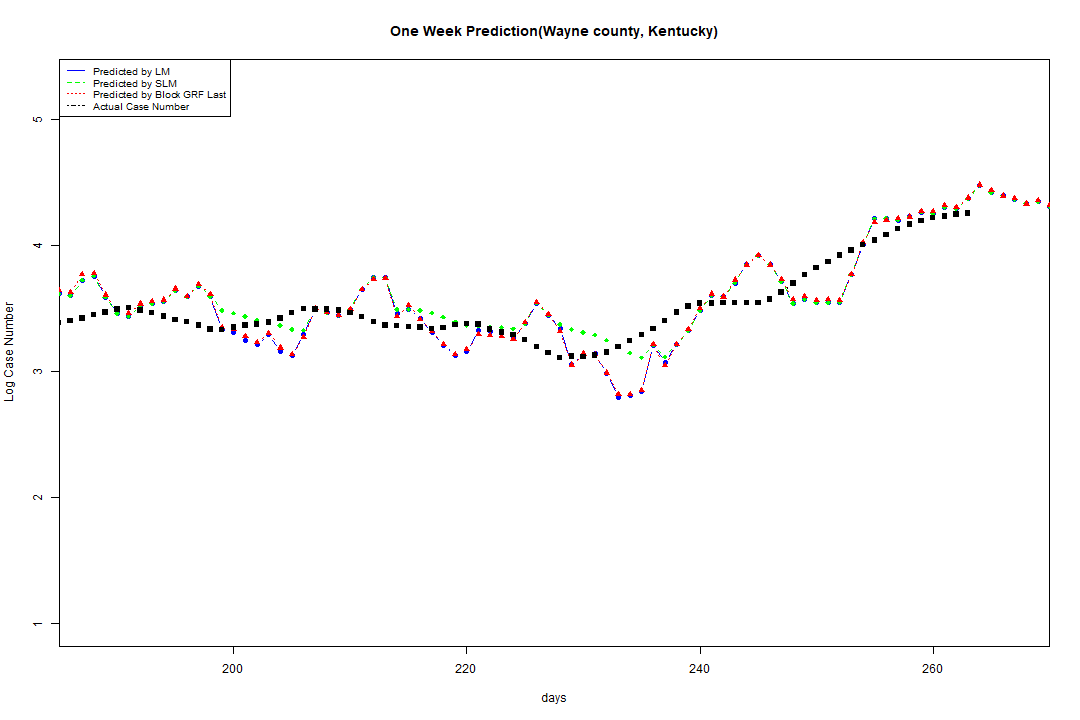 One Week Prediction(Wayne county, Kentucky)
Predicted by LM
Predicted by SLM
Predicted by Block GRF Last
Actual Case Number
5
4
3
2
1
Log Case Number
200
220
240
260
days